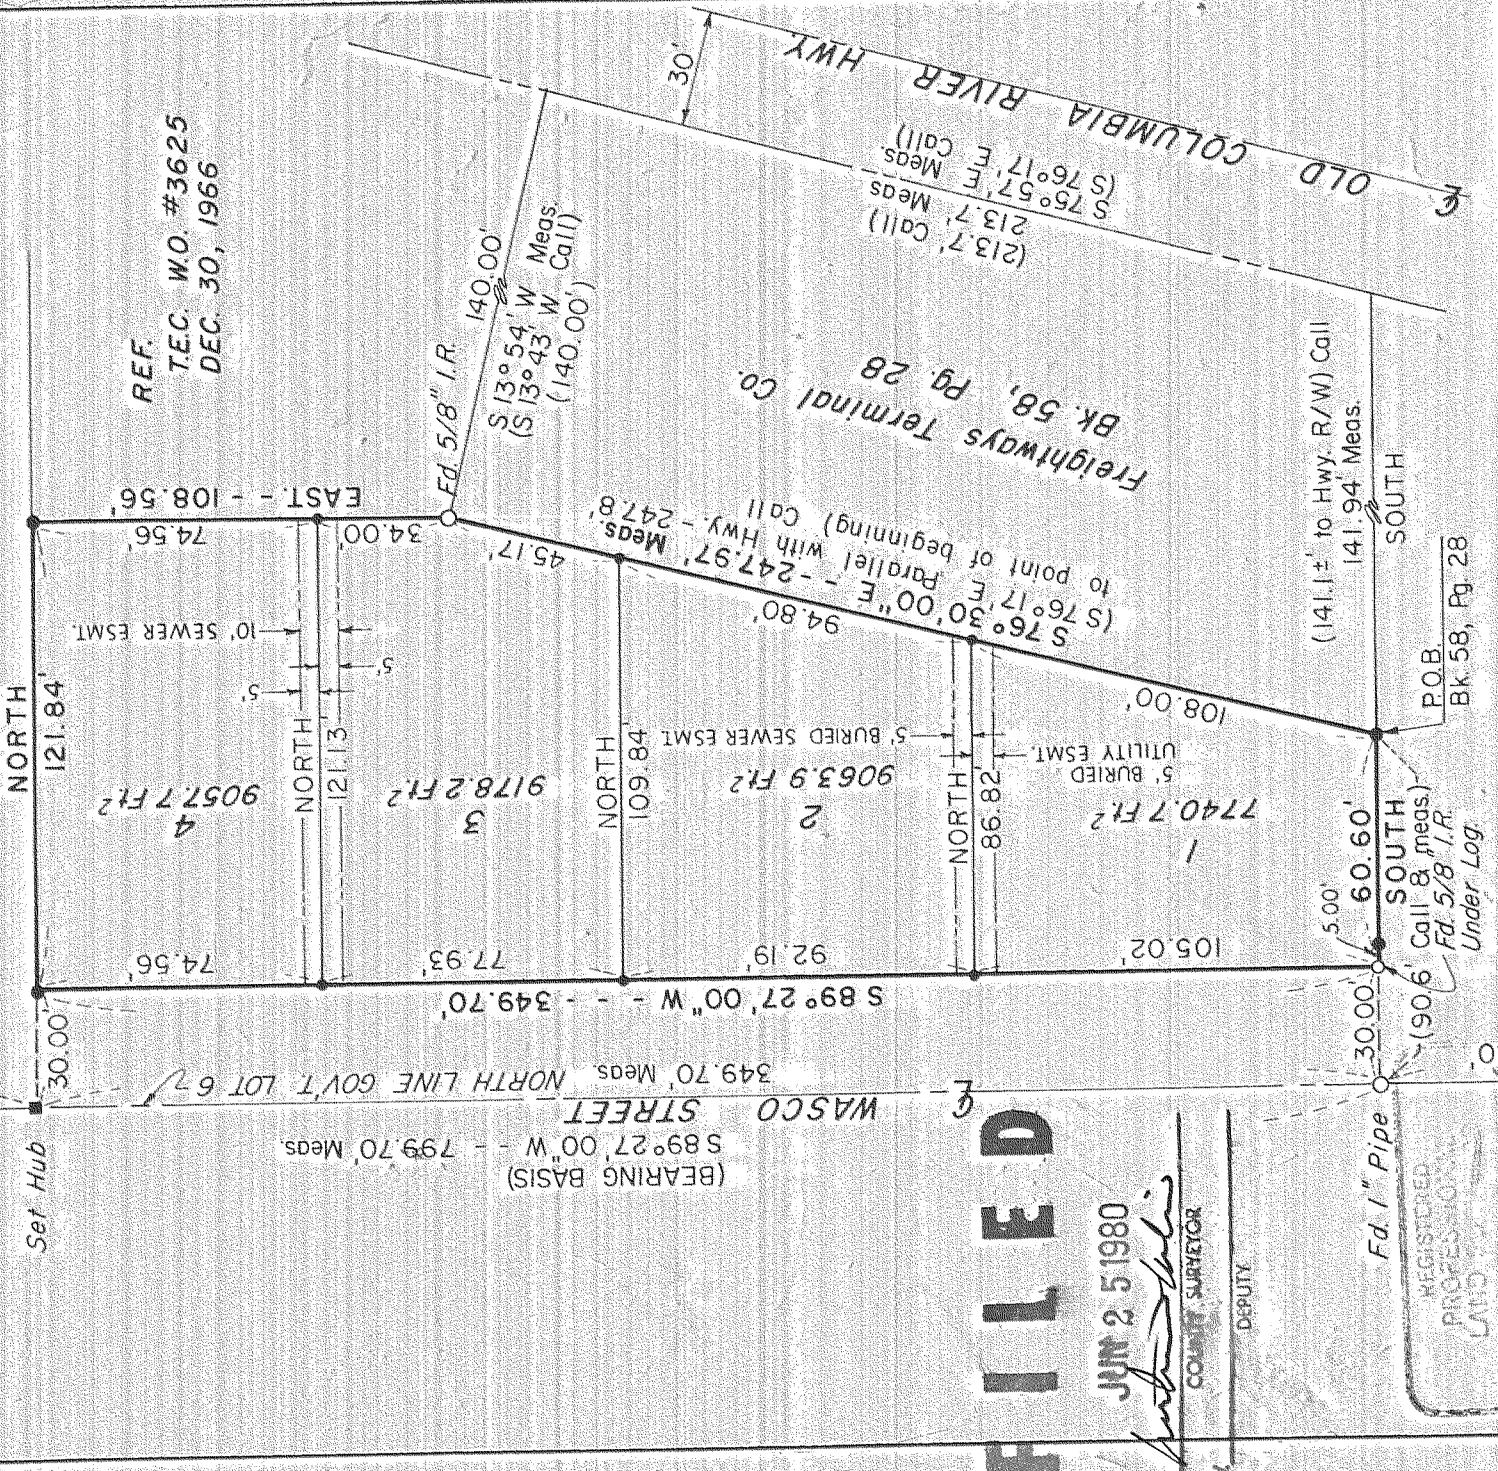 REF.
T.E.C. W.O. #3625
DEC. 30, 1966
30'
OLD COLUMBIA RIVER HWY.
℄
S 75°57' E Meas.
(S 76°17' E Call)
213.7' Meas
(213.7' Call)
140.00'
S 13°54' W Meas.
(S 13°43' W Call)
(140.00')
Fd. 5/8" I.R.
Freightways Terminal Co.
Bk. 58, Pg. 28
(141.1± to Hwy. R/W) Call
141.94' Meas.
SOUTH
P.O.B.
Bk. 58, Pg 28
EAST - - 108.56'
74.56'
34.00'
S 76°30'00" E - - 247.97' Meas.
(S 76°17' E Parallel with Hwy. - 247.8'
to point of beginning) Call
45.17'
94.80'
108.00'
NORTH
121.84'
10' SEWER ESMT.
5'
5'
NORTH
121.13'
NORTH
109.84'
5' BURIED SEWER ESMT.
NORTH
86.82'
5' BURIED
UTILITY ESMT.
4
9057.7 Ft.²
3
9178.2 Ft.²
2
9063.9 Ft²
1
7740.7 Ft.²
5.00'
60.60'
SOUTH
(90.6' Call & meas.)
Fd. 5/8" I.R.
Under Log.
74.56'
77.93'
92.19'
105.02'
S 89°27'00" W - - - 349.70'
30.00'
30.00'
349.70' Meas.
NORTH LINE GOV'T. LOT 6
WASCO STREET
℄
S 89°27'00" W - - 799.70' Meas.
(BEARING BASIS)
Set Hub
Fd. 1" Pipe
FILED
JUN 25 1980
COUNTY SURVEYOR
DEPUTY
REGISTERED
PROFESSIONAL
LAND